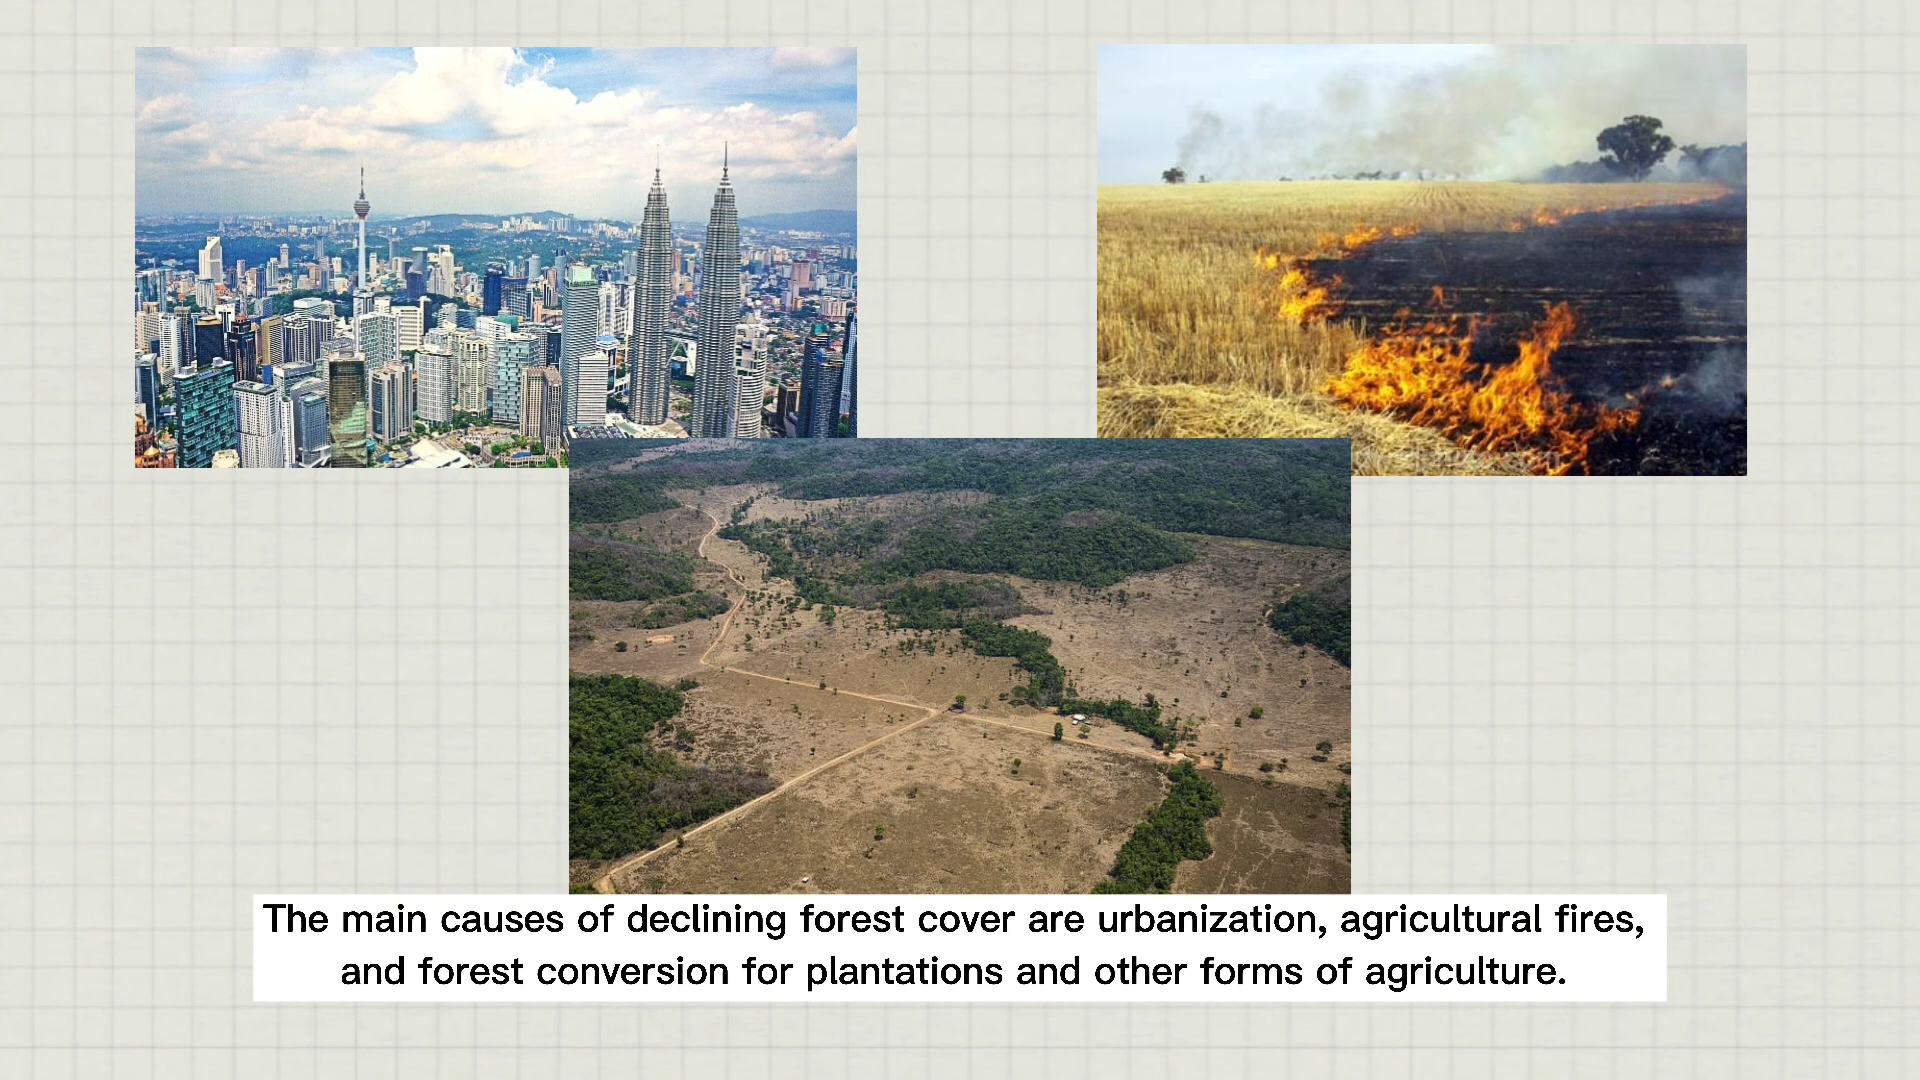 The main causes of declining forest cover are urbanization, agricultural fires,
and forest conversion for plantations and other forms of agriculture.